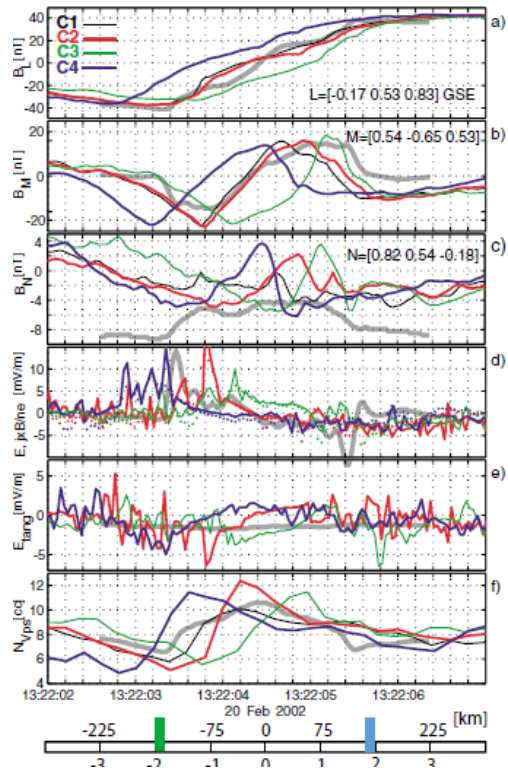 C1
C2
C3
C4
40
20
0
-20
-40
B_L [nT]
a)
L=[-0.17 0.53 0.83] GSE
20
0
-20
B_M [nT]
b)
M=[0.54 -0.65 0.53]
4
0
-4
-8
B_N [nT]
c)
N=[0.82 0.54 -0.18]
10
5
0
-5
E, jxB/ne [mV/m]
d)
5
0
-5
E_tang [mV/m]
e)
12
10
8
6
4
N_Vps [cc]
f)
13:22:02 13:22:03 13:22:04 13:22:05 13:22:06
20 Feb 2002
[km]
-225 -75 0 75 225
-3 -2 -1 0 1 2 3